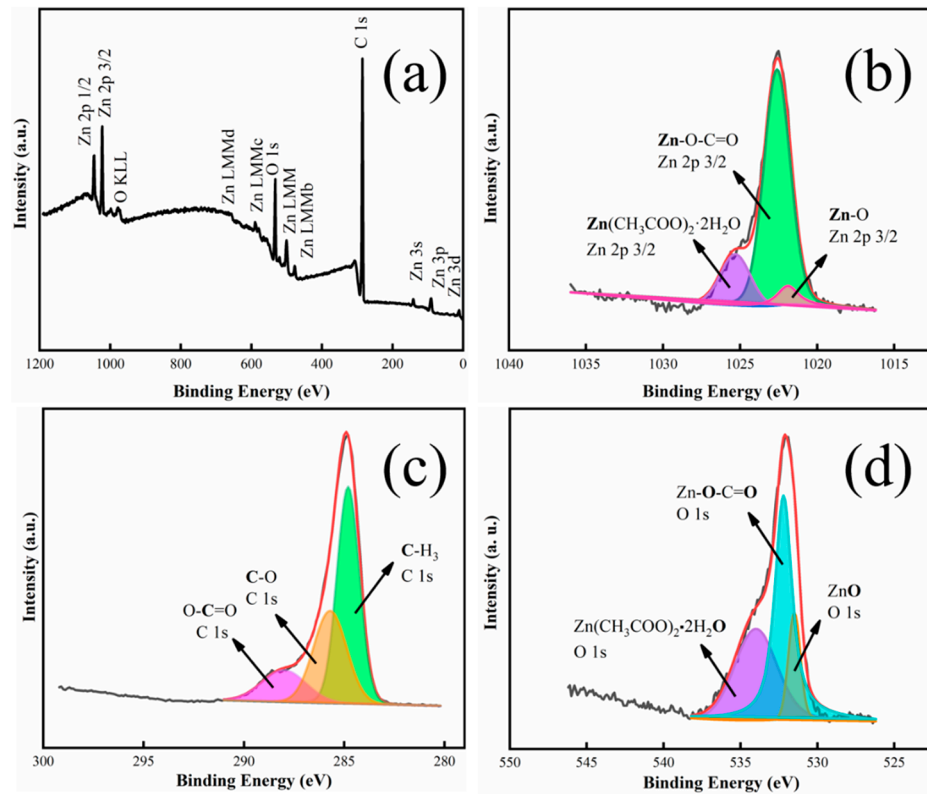 (a)
Intensity (a.u.)
Zn 2p 1/2
Zn 2p 3/2
O KLL
Zn LMMd
Zn LMMc
O 1s
Zn LMM
Zn LMMb
C 1s
Zn 3s
Zn 3p
Zn 3d
1200 1000 800 600 400 200 0
Binding Energy (eV)
(b)
Intensity (a.u.)
Zn-O-C=O
Zn 2p 3/2
Zn(CH₃COO)₂·2H₂O
Zn 2p 3/2
Zn-O
Zn 2p 3/2
1040 1035 1030 1025 1020 1015
Binding Energy (eV)
(c)
Intensity (a.u.)
C-H₃
C 1s
C-O
C 1s
O-C=O
C 1s
300 295 290 285 280
Binding Energy (eV)
(d)
Intensity (a. u.)
Zn-O-C=O
O 1s
ZnO
O 1s
Zn(CH₃COO)₂•2H₂O
O 1s
550 545 540 535 530 525
Binding Energy (eV)